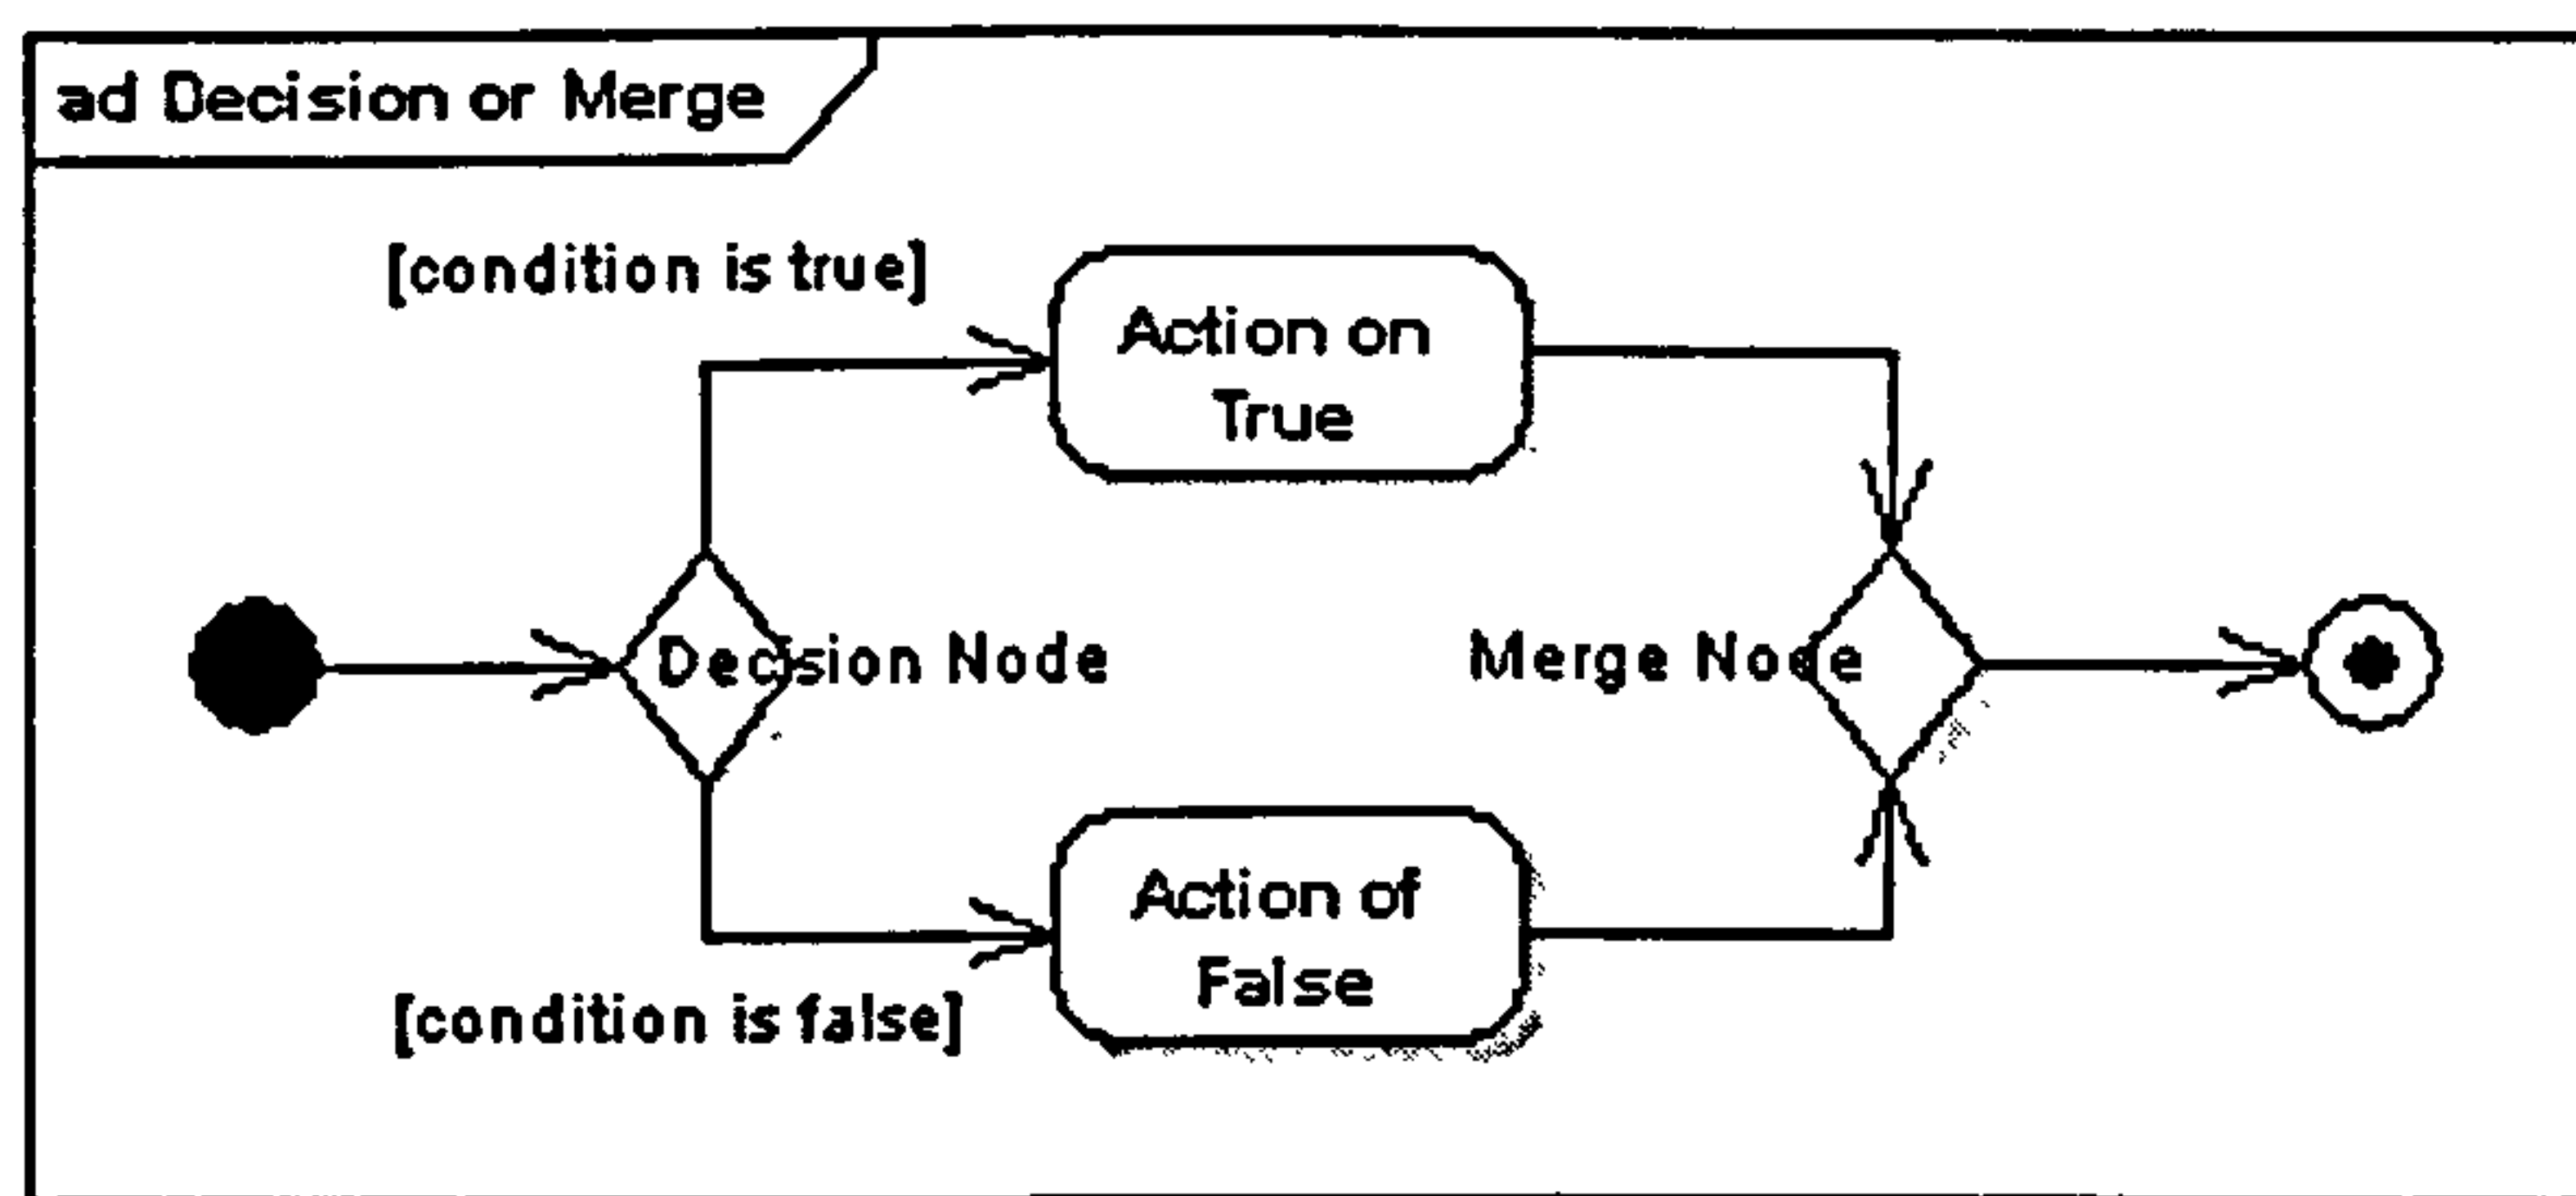 ad Decision or Merge
[condition is true]
Action on
True
Decision Node
Merge Node
Action of
False
[condition is false]